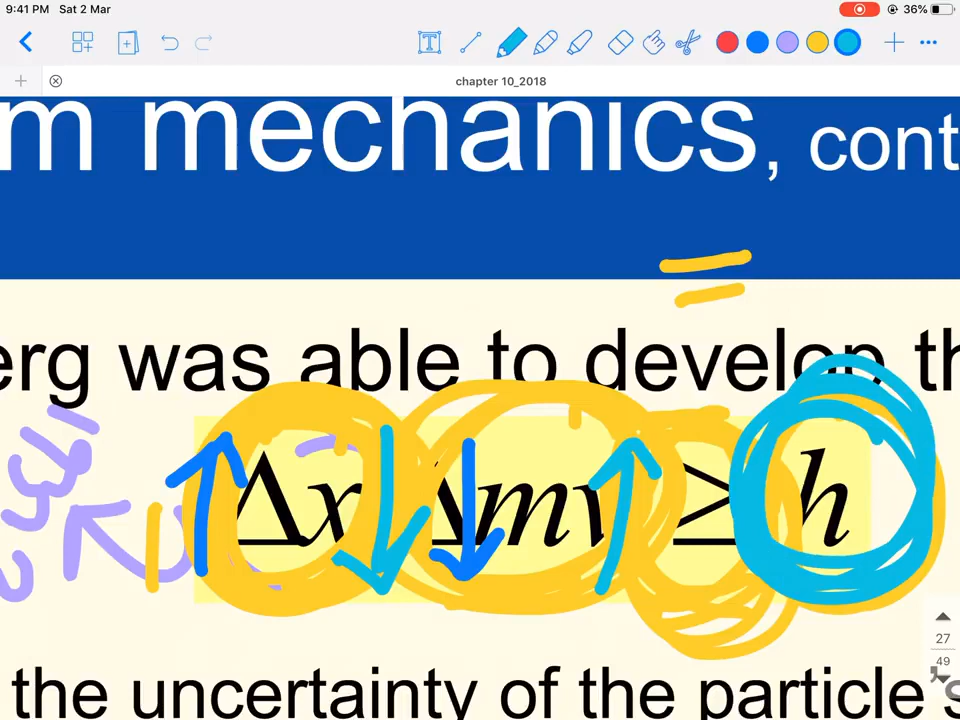 9:41 PM Sat 2 Mar 36%
chapter 10_2018
m mechanics, cont
erg was able to develop th
Δx Δmv ≥ h
27
49
the uncertainty of the particle's